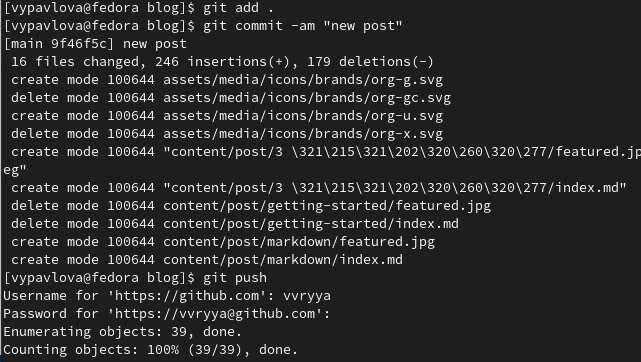 [vypavlova@fedora blog]$ git add .
[vypavlova@fedora blog]$ git commit -am "new post"
[main 9f46f5c] new post
 16 files changed, 246 insertions(+), 179 deletions(-)
 create mode 100644 assets/media/icons/brands/org-g.svg
 delete mode 100644 assets/media/icons/brands/org-gc.svg
 create mode 100644 assets/media/icons/brands/org-u.svg
 delete mode 100644 assets/media/icons/brands/org-x.svg
 create mode 100644 "content/post/3 \321\215\321\202\320\260\320\277/featured.jp
eg"
 create mode 100644 "content/post/3 \321\215\321\202\320\260\320\277/index.md"
 delete mode 100644 content/post/getting-started/featured.jpg
 delete mode 100644 content/post/getting-started/index.md
 create mode 100644 content/post/markdown/featured.jpg
 create mode 100644 content/post/markdown/index.md
[vypavlova@fedora blog]$ git push
Username for 'https://github.com': vvryya
Password for 'https://vvryya@github.com':
Enumerating objects: 39, done.
Counting objects: 100% (39/39), done.